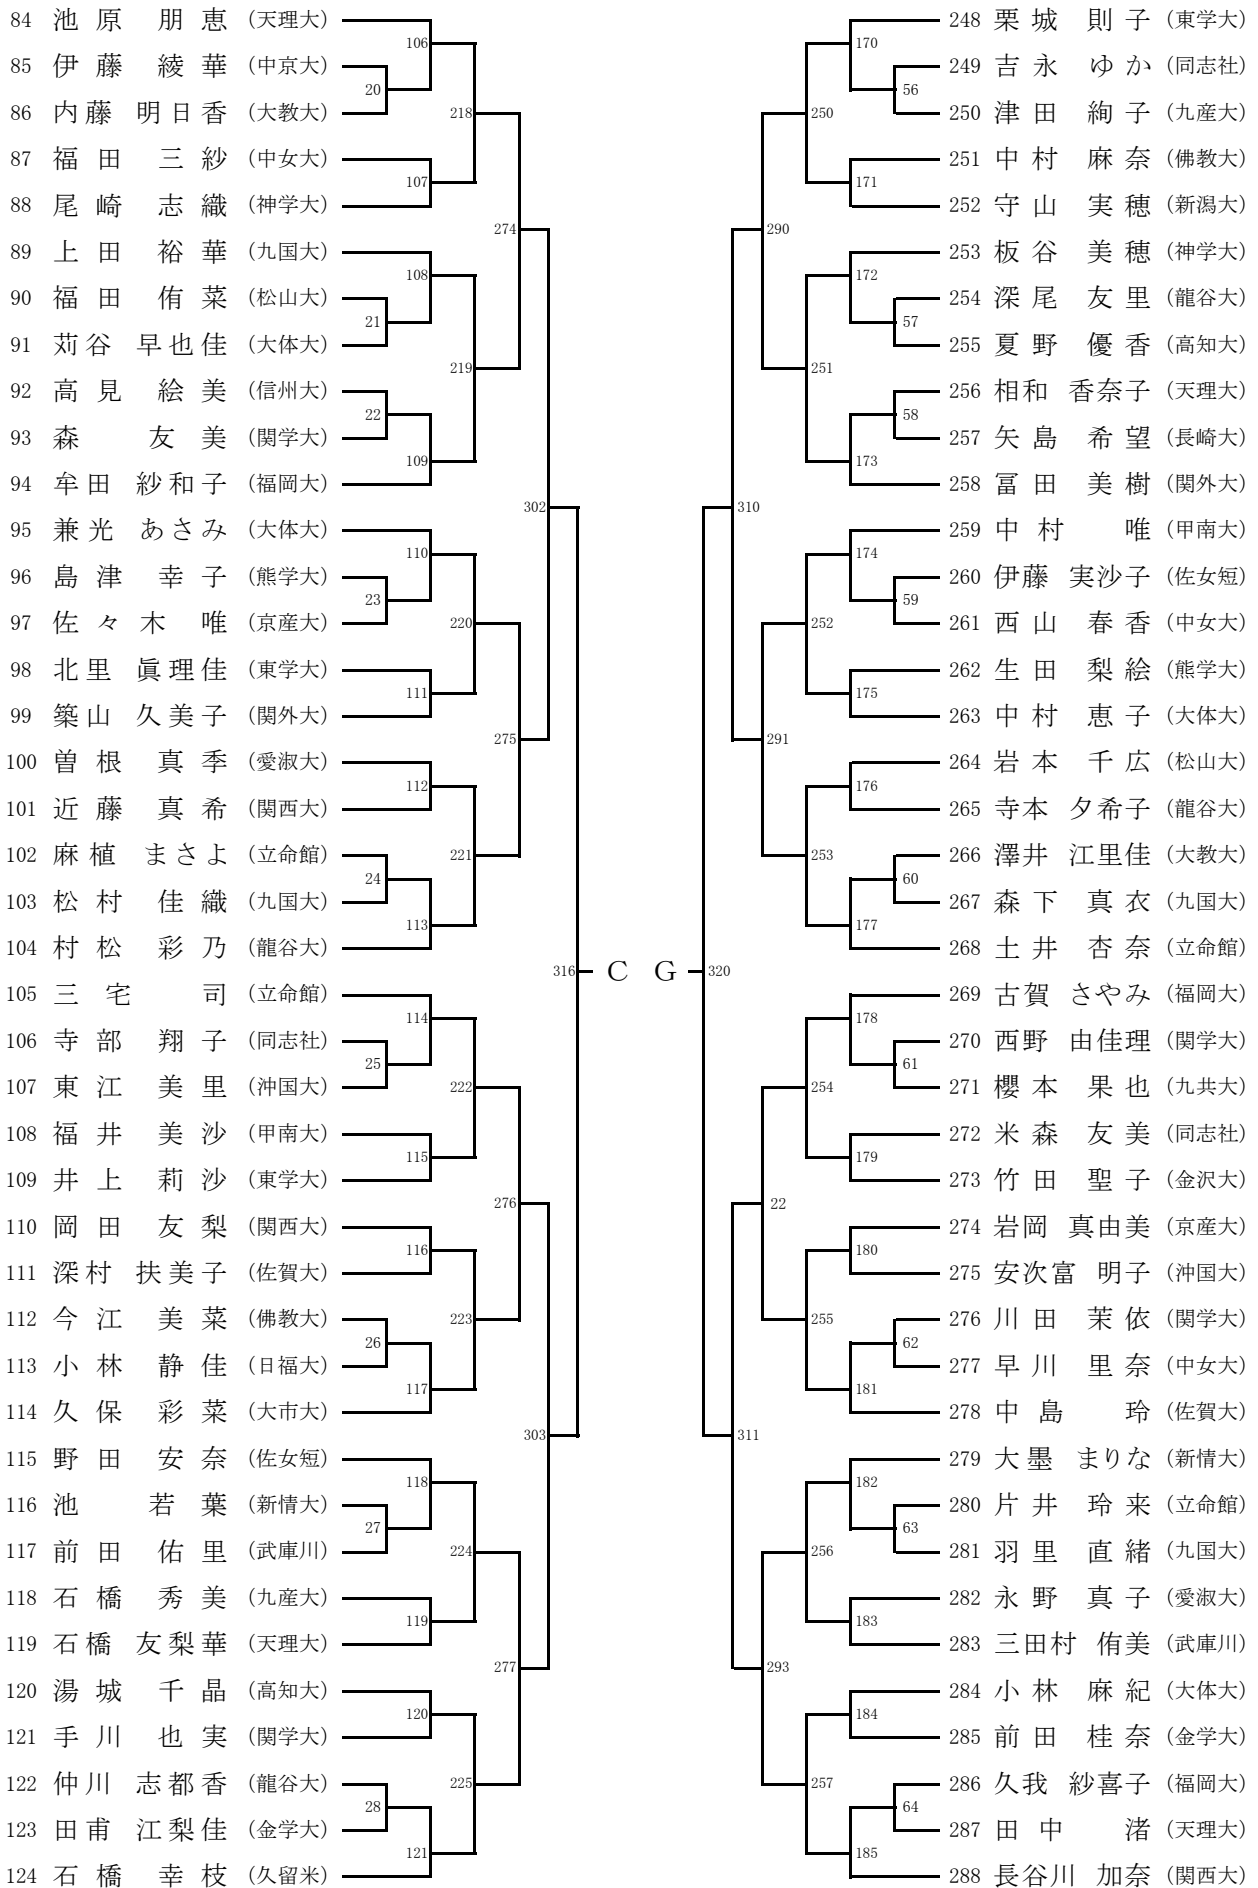 84 池原 朋恵 (天理大)
85 伊藤 綾華 (中京大)
86 内藤 明日香 (大教大)
87 福田 三紗 (中女大)
88 尾崎 志織 (神学大)
89 上田 裕華 (九国大)
90 福田 侑菜 (松山大)
91 苅谷 早也佳 (大体大)
92 高見 絵美 (信州大)
93 森 友美 (関学大)
94 牟田 紗和子 (福岡大)
95 兼光 あさみ (大体大)
96 島津 幸子 (熊学大)
97 佐々木 唯 (京産大)
98 北里 眞理佳 (東学大)
99 築山 久美子 (関外大)
100 曽根 真季 (愛淑大)
101 近藤 真希 (関西大)
102 麻植 まさよ (立命館)
103 松村 佳織 (九国大)
104 村松 彩乃 (龍谷大)
105 三宅 司 (立命館)
106 寺部 翔子 (同志社)
107 東江 美里 (沖国大)
108 福井 美沙 (甲南大)
109 井上 莉沙 (東学大)
110 岡田 友梨 (関西大)
111 深村 扶美子 (佐賀大)
112 今江 美菜 (佛教大)
113 小林 静佳 (日福大)
114 久保 彩菜 (大市大)
115 野田 安奈 (佐女短)
116 池 若葉 (新情大)
117 前田 佑里 (武庫川)
118 石橋 秀美 (九産大)
119 石橋 友梨華 (天理大)
120 湯城 千晶 (高知大)
121 手川 也実 (関学大)
122 仲川 志都香 (龍谷大)
123 田甫 江梨佳 (金学大)
124 石橋 幸枝 (久留米)
106
20
218
107
274
108
21
219
22
109
302
110
23
220
111
275
112
221
24
113
316
C
114
25
222
115
276
116
223
26
117
303
118
27
224
119
277
120
225
28
121
G
320
170
56
250
171
290
172
57
251
58
173
310
174
59
252
175
291
176
253
60
177
178
61
254
179
22
180
255
62
181
311
182
63
256
183
293
184
257
64
185
248 栗城 則子 (東学大)
249 吉永 ゆか (同志社)
250 津田 絢子 (九産大)
251 中村 麻奈 (佛教大)
252 守山 実穂 (新潟大)
253 板谷 美穂 (神学大)
254 深尾 友里 (龍谷大)
255 夏野 優香 (高知大)
256 相和 香奈子 (天理大)
257 矢島 希望 (長崎大)
258 冨田 美樹 (関外大)
259 中村 唯 (甲南大)
260 伊藤 実沙子 (佐女短)
261 西山 春香 (中女大)
262 生田 梨絵 (熊学大)
263 中村 恵子 (大体大)
264 岩本 千広 (松山大)
265 寺本 夕希子 (龍谷大)
266 澤井 江里佳 (大教大)
267 森下 真衣 (九国大)
268 土井 杏奈 (立命館)
269 古賀 さやみ (福岡大)
270 西野 由佳理 (関学大)
271 櫻本 果也 (九共大)
272 米森 友美 (同志社)
273 竹田 聖子 (金沢大)
274 岩岡 真由美 (京産大)
275 安次富 明子 (沖国大)
276 川田 茉依 (関学大)
277 早川 里奈 (中女大)
278 中島 玲 (佐賀大)
279 大墨 まりな (新情大)
280 片井 玲来 (立命館)
281 羽里 直緒 (九国大)
282 永野 真子 (愛淑大)
283 三田村 侑美 (武庫川)
284 小林 麻紀 (大体大)
285 前田 桂奈 (金学大)
286 久我 紗喜子 (福岡大)
287 田中 渚 (天理大)
288 長谷川 加奈 (関西大)